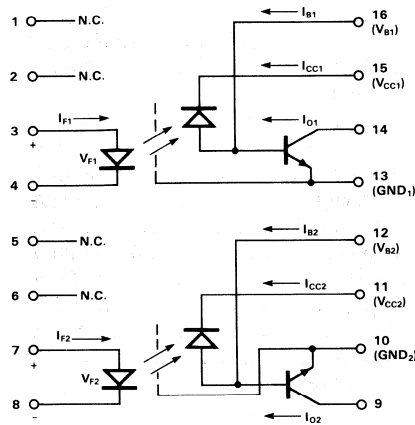 1 N.C.
I_B1
16
(V_B1)
2 N.C.
I_CC1
15
(V_CC1)
3
+
I_F1
I_O1
14
V_F1
4
-
13
(GND_1)
5 N.C.
I_B2
12
(V_B2)
6 N.C.
I_CC2
11
(V_CC2)
7
+
I_F2
10
(GND_2)
V_F2
8
-
I_O2
9